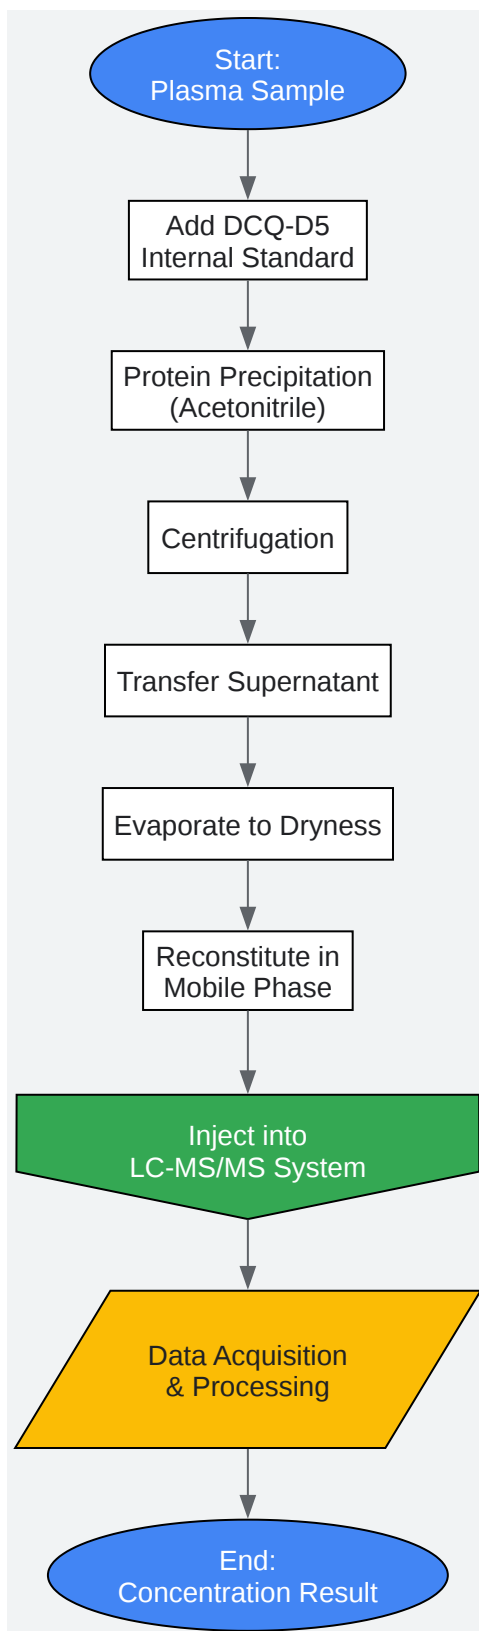 Start:
Plasma Sample
Add DCQ-D5
Internal Standard
Protein Precipitation
(Acetonitrile)
Centrifugation
Transfer Supernatant
Evaporate to Dryness
Reconstitute in
Mobile Phase
Inject into
LC-MS/MS System
Data Acquisition
& Processing
End:
Concentration Result